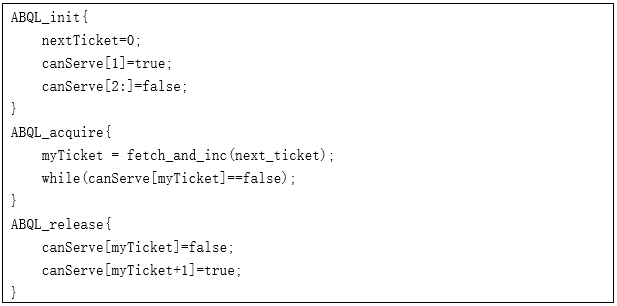 ABQL_init{
    nextTicket=0;
    canServe[1]=true;
    canServe[2:]=false;
}
ABQL_acquire{
    myTicket = fetch_and_inc(next_ticket);
    while(canServe[myTicket]==false);
}
ABQL_release{
    canServe[myTicket]=false;
    canServe[myTicket+1]=true;
}